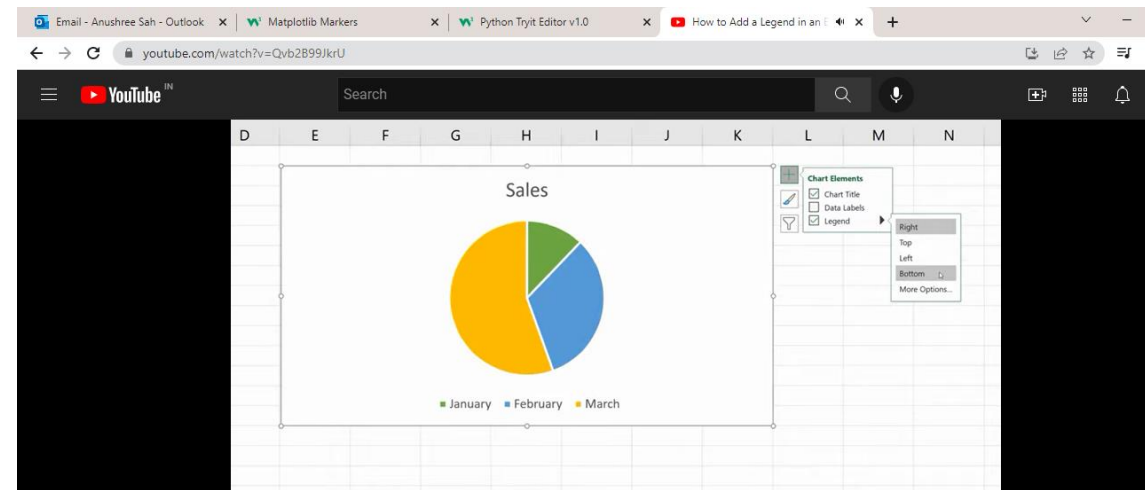 Email - Anushree Sah - Outlook Matplotlib Markers Python Tryit Editor v1.0 How to Add a Legend in an E
youtube.com/watch?v=Qvb2B99JkrU
YouTube IN Search
D E F G H I J K L M N
Sales
January February March
Chart Elements
Chart Title
Data Labels
Legend
Right
Top
Left
Bottom
More Options...